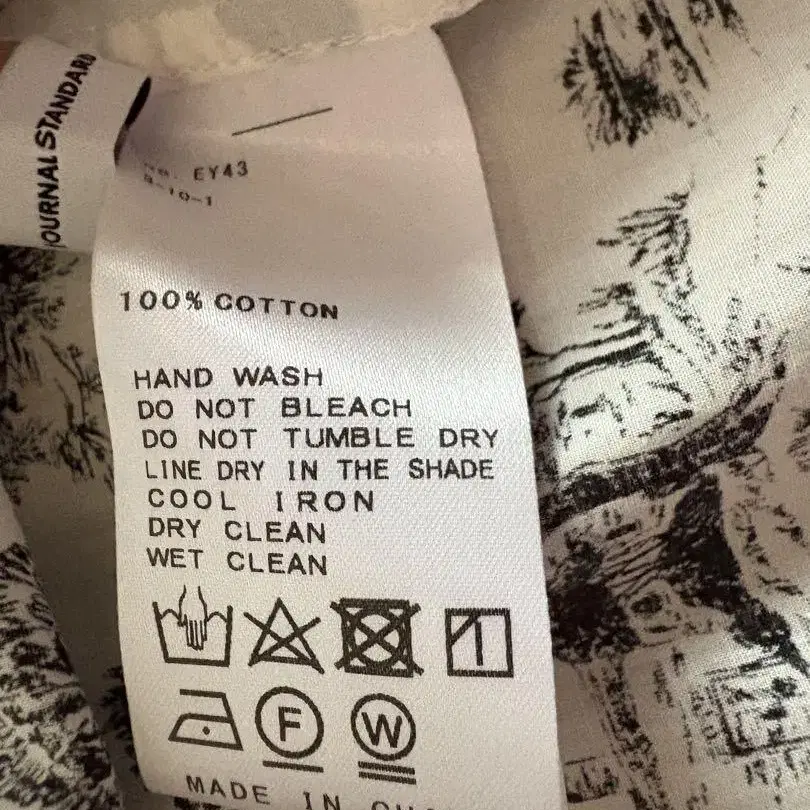 OURNAL STANDARD
EY43
100% COTTON
HAND WASH
DO NOT BLEACH
DO NOT TUMBLE DRY
LINE DRY IN THE SHADE
COOL IRON
DRY CLEAN
WET CLEAN
F W
MADE IN